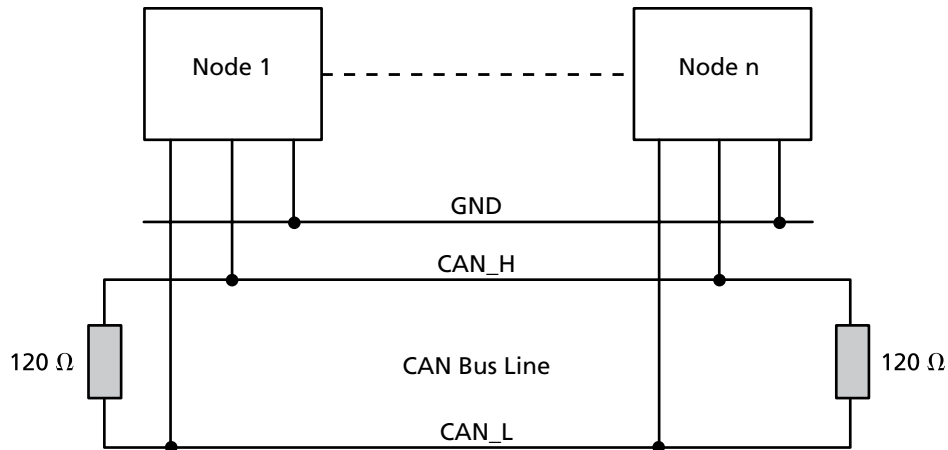 Node 1
Node n
GND
CAN_H
120 Ω
CAN Bus Line
120 Ω
CAN_L